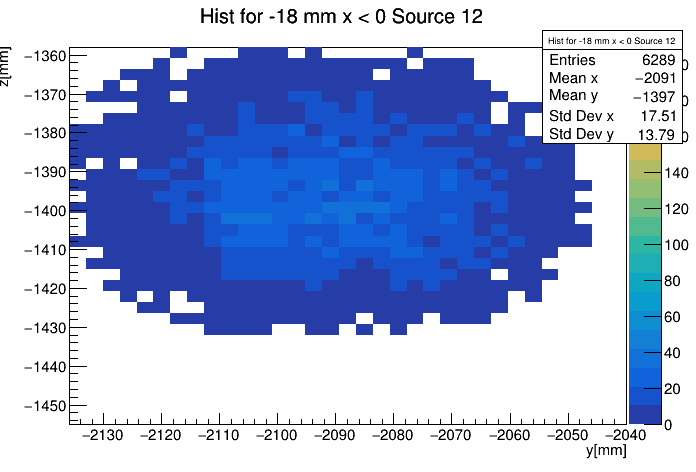 Hist for -18 mm x < 0 Source 12
z[mm]
Hist for -18 mm x < 0 Source 12
Entries 6289
Mean x −2091
Mean y −1397
Std Dev x 17.51
Std Dev y 13.79
−1360
−1370
−1380
−1390
−1400
−1410
−1420
−1430
−1440
−1450
140
120
100
80
60
40
20
0
−2130 −2120 −2110 −2100 −2090 −2080 −2070 −2060 −2050 −2040
y[mm]